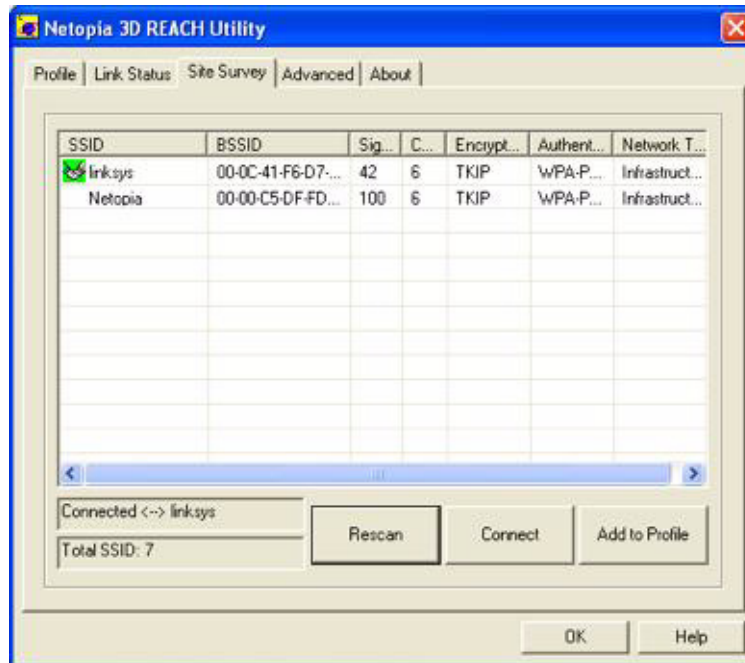 Netopia 3D REACH Utility
Profile Link Status Site Survey Advanced About
SSID BSSID Sig... C... Encrypt... Authent... Network T...
linksys 00-0C-41-F6-D7-... 42 6 TKIP WPA-P... Infrastruct...
Netopia 00-00-C5-DF-FD... 100 6 TKIP WPA-P... Infrastruct...
Connected <--> linksys
Total SSID: 7
Rescan Connect Add to Profile
OK Help